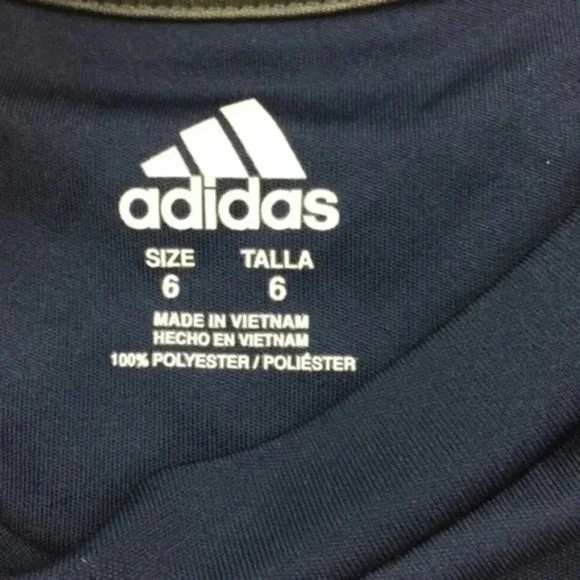 adidas
SIZE TALLA
6 6
MADE IN VIETNAM
HECHO EN VIETNAM
100% POLYESTER / POLIÉSTER